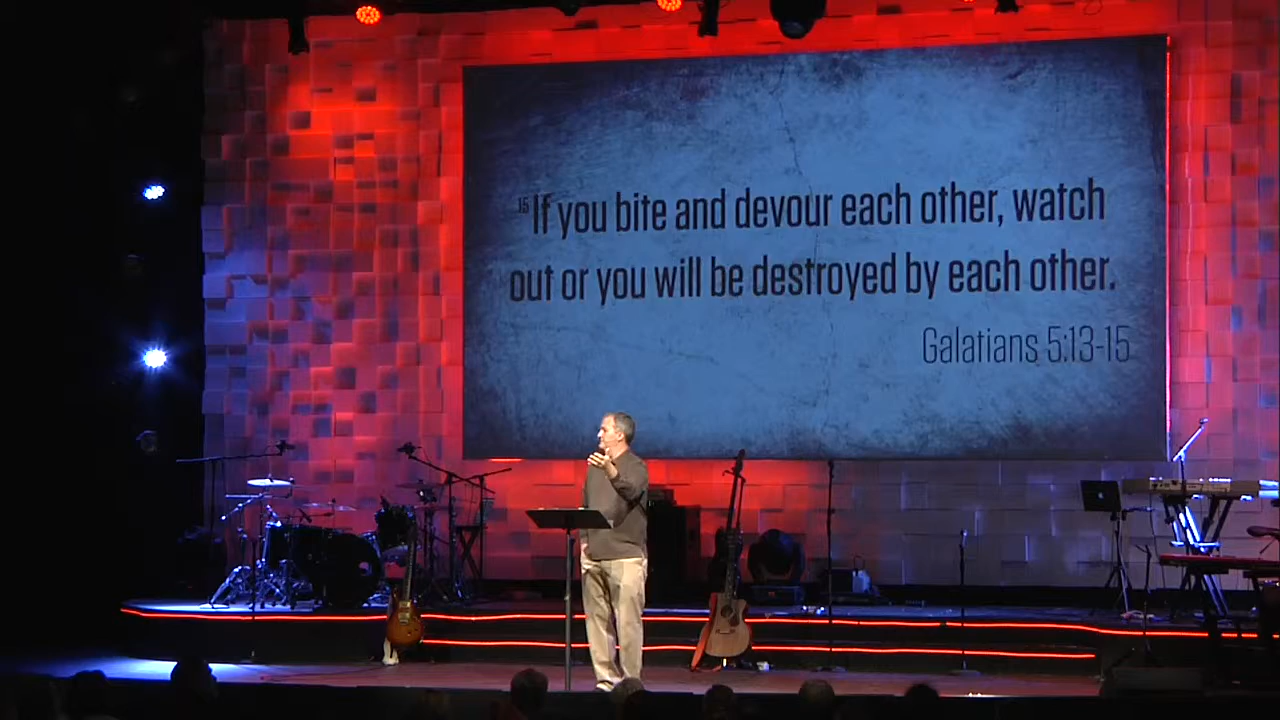 15 If you bite and devour each other, watch
out or you will be destroyed by each other.
Galatians 5:13-15